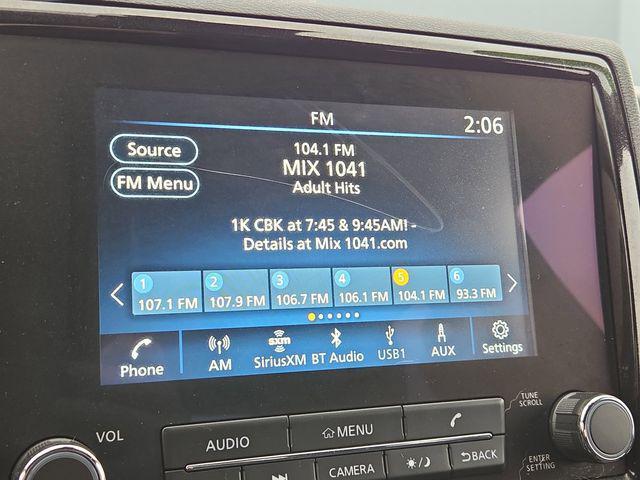 FM
2:06
Source
FM Menu
104.1 FM
MIX 1041
Adult Hits
1K CBK at 7:45 & 9:45AM! -
Details at Mix 1041.com
1 2 3 4 5 6
107.1 FM 107.9 FM 106.7 FM 106.1 FM 104.1 FM 93.3 FM
Phone
AM
sxm
SiriusXM
BT Audio
USB1
AUX
Settings
VOL
AUDIO
MENU
CAMERA
BACK
TUNE
SCROLL
ENTER
SETTING